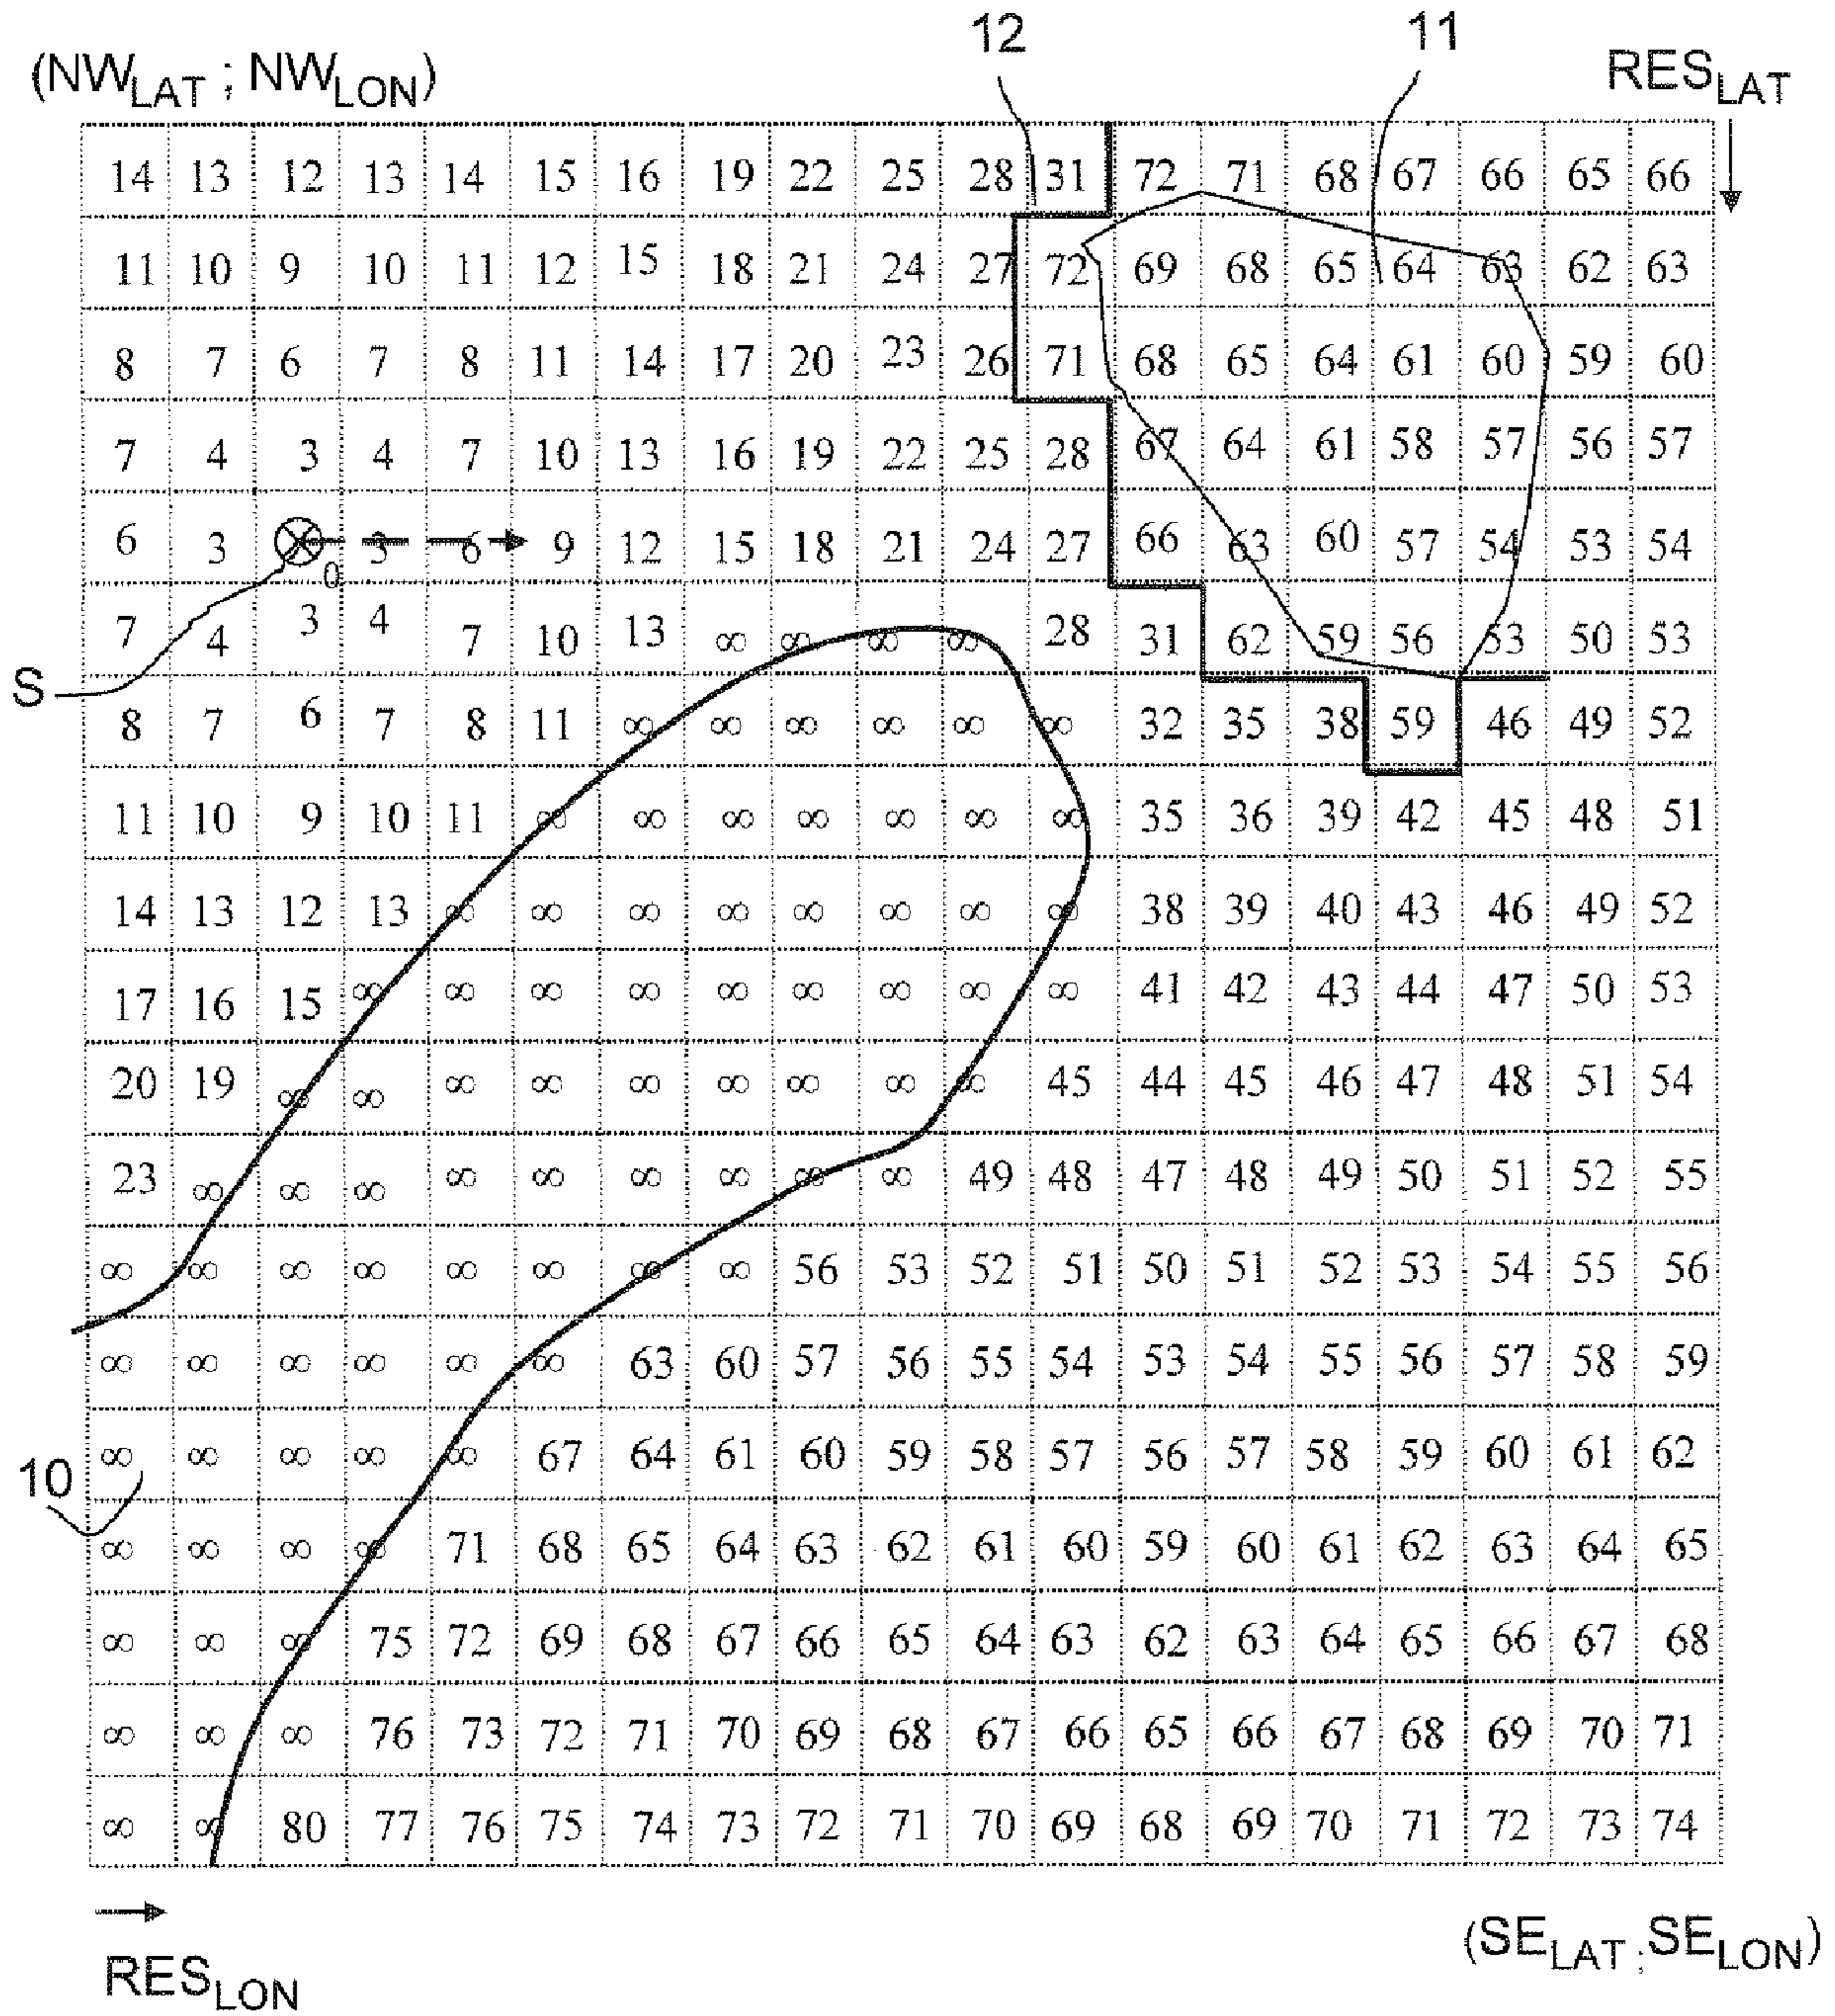 12 11
(NW_LAT ; NW_LON) RES_LAT
14 13 12 13 14 15 16 19 22 25 28 31 72 71 68 67 66 65 66
11 10 9 10 11 12 15 18 21 24 27 72 69 68 65 64 63 62 63
8 7 6 7 8 11 14 17 20 23 26 71 68 65 64 61 60 59 60
7 4 3 4 7 10 13 16 19 22 25 28 67 64 61 58 57 56 57
6 3 0 3 6 9 12 15 18 21 24 27 66 63 60 57 54 53 54
7 4 3 4 7 10 13 ∞ ∞ ∞ ∞ 28 31 62 59 56 53 50 53
S
8 7 6 7 8 11 ∞ ∞ ∞ ∞ ∞ ∞ 32 35 38 59 46 49 52
11 10 9 10 11 ∞ ∞ ∞ ∞ ∞ ∞ ∞ 35 36 39 42 45 48 51
14 13 12 13 ∞ ∞ ∞ ∞ ∞ ∞ ∞ ∞ 38 39 40 43 46 49 52
17 16 15 ∞ ∞ ∞ ∞ ∞ ∞ ∞ ∞ ∞ 41 42 43 44 47 50 53
20 19 ∞ ∞ ∞ ∞ ∞ ∞ ∞ ∞ ∞ 45 44 45 46 47 48 51 54
23 ∞ ∞ ∞ ∞ ∞ ∞ ∞ ∞ ∞ 49 48 47 48 49 50 51 52 55
∞ ∞ ∞ ∞ ∞ ∞ ∞ ∞ 56 53 52 51 50 51 52 53 54 55 56
∞ ∞ ∞ ∞ ∞ ∞ 63 60 57 56 55 54 53 54 55 56 57 58 59
∞ ∞ ∞ ∞ ∞ 67 64 61 60 59 58 57 56 57 58 59 60 61 62
10
∞ ∞ ∞ ∞ 71 68 65 64 63 62 61 60 59 60 61 62 63 64 65
∞ ∞ ∞ 75 72 69 68 67 66 65 64 63 62 63 64 65 66 67 68
∞ ∞ ∞ 76 73 72 71 70 69 68 67 66 65 66 67 68 69 70 71
∞ ∞ 80 77 76 75 74 73 72 71 70 69 68 69 70 71 72 73 74
RES_LON (SE_LAT ; SE_LON)